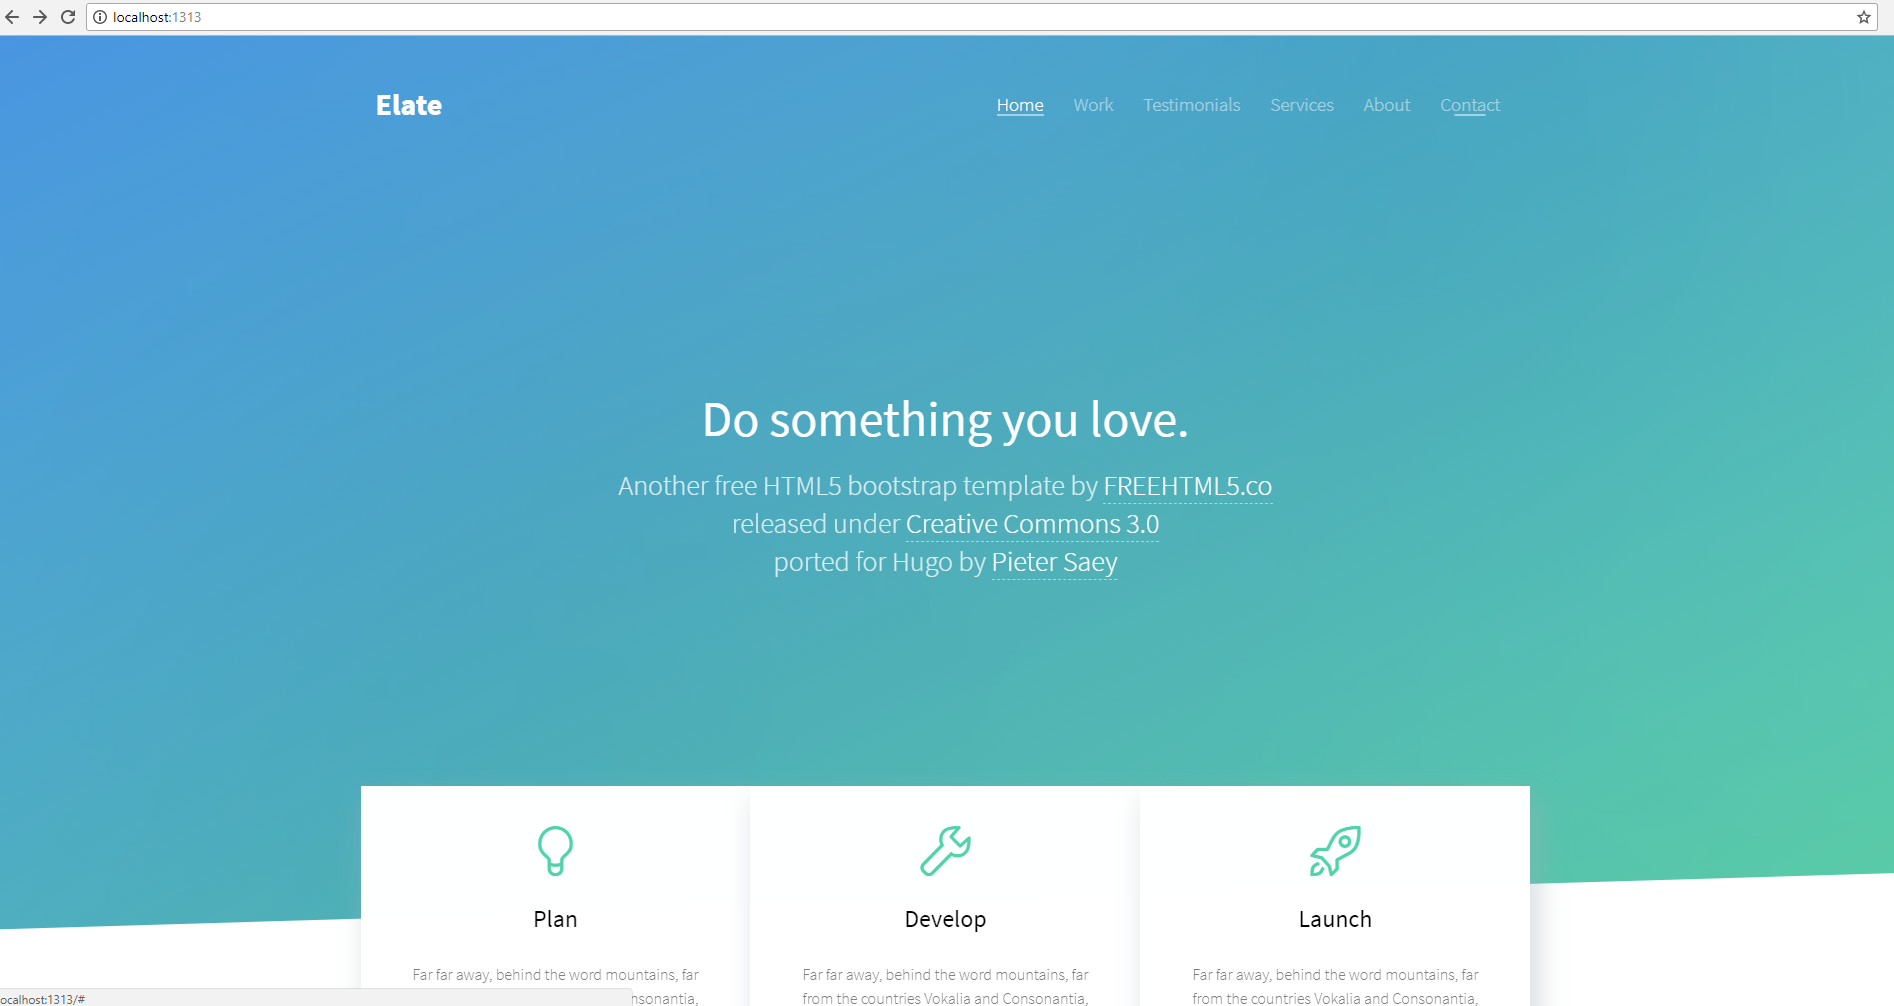 localhost:1313
Elate
Home Work Testimonials Services About Contact
Do something you love.
Another free HTML5 bootstrap template by FREEHTML5.co
released under Creative Commons 3.0
ported for Hugo by Pieter Saey
Plan
Far far away, behind the word mountains, far
nsonantia,
Develop
Far far away, behind the word mountains, far
from the countries Vokalia and Consonantia,
Launch
Far far away, behind the word mountains, far
from the countries Vokalia and Consonantia,
ocalhost:1313/#